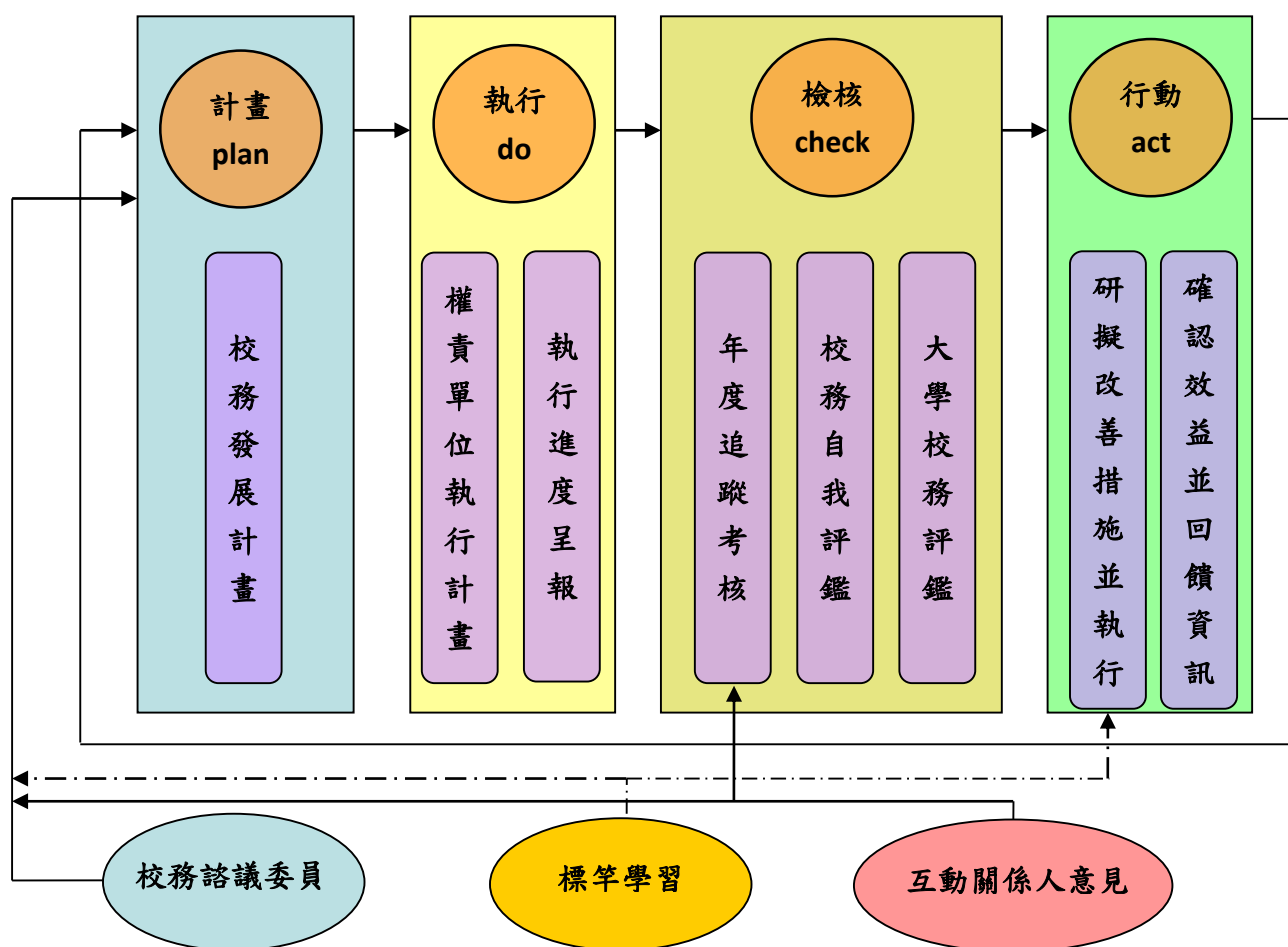 計畫
plan
執行
do
檢核
check
行動
act
校務發展計畫
權責單位執行計畫
執行進度呈報
年度追蹤考核
校務自我評鑑
大學校務評鑑
研擬改善措施並執行
確認效益並回饋資訊
校務諮議委員
標竿學習
互動關係人意見